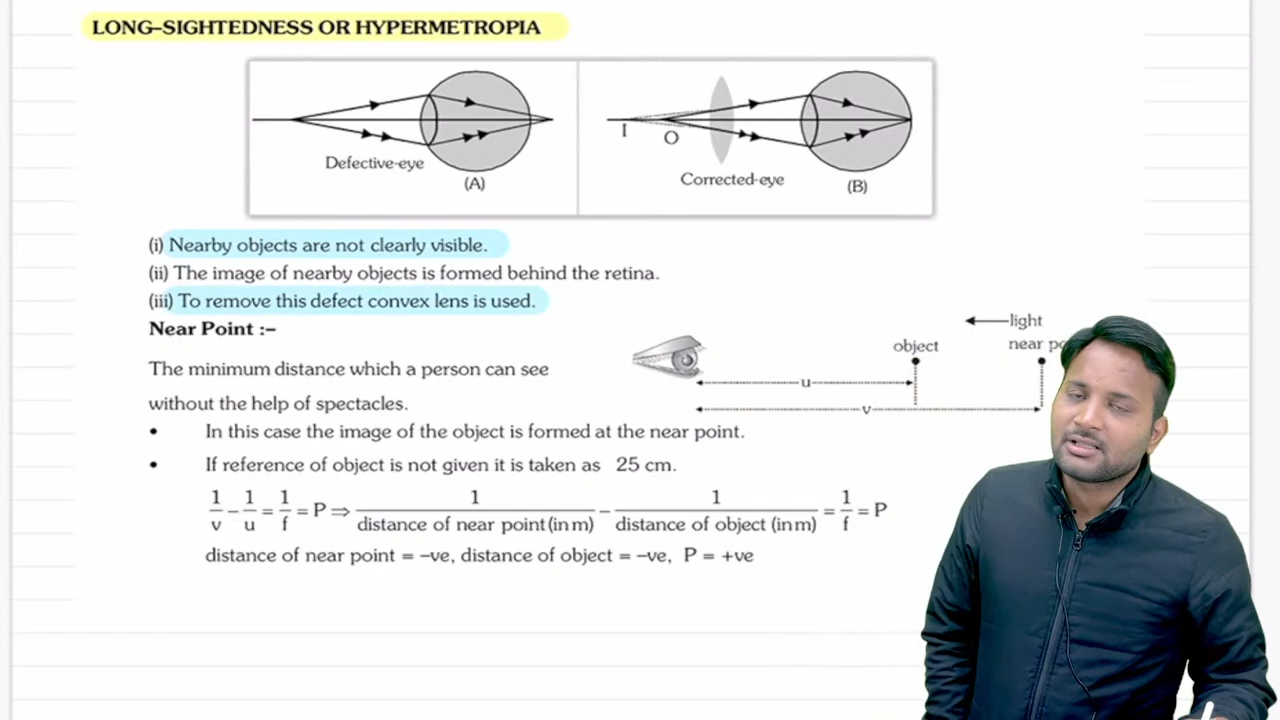 LONG–SIGHTEDNESS OR HYPERMETROPIA
I
O
Defective-eye
(A)
Corrected-eye
(B)
(i) Nearby objects are not clearly visible.
(ii) The image of nearby objects is formed behind the retina.
(iii) To remove this defect convex lens is used.
Near Point :–
light
object
near
u
v
The minimum distance which a person can see
without the help of spectacles.
• In this case the image of the object is formed at the near point.
• If reference of object is not given it is taken as 25 cm.
1/v – 1/u = 1/f = P ⇒ 1/distance of near point (in m) – 1/distance of object (in m) = 1/f = P
distance of near point = –ve, distance of object = –ve, P = +ve